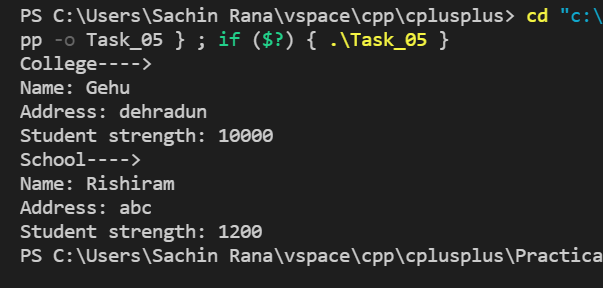 PS C:\Users\Sachin Rana\vspace\cpp\cplusplus> cd "c:\
pp -o Task_05 } ; if ($?) { .\Task_05 }
College---->
Name: Gehu
Address: dehradun
Student strength: 10000
School---->
Name: Rishiram
Address: abc
Student strength: 1200
PS C:\Users\Sachin Rana\vspace\cpp\cplusplus\Practica